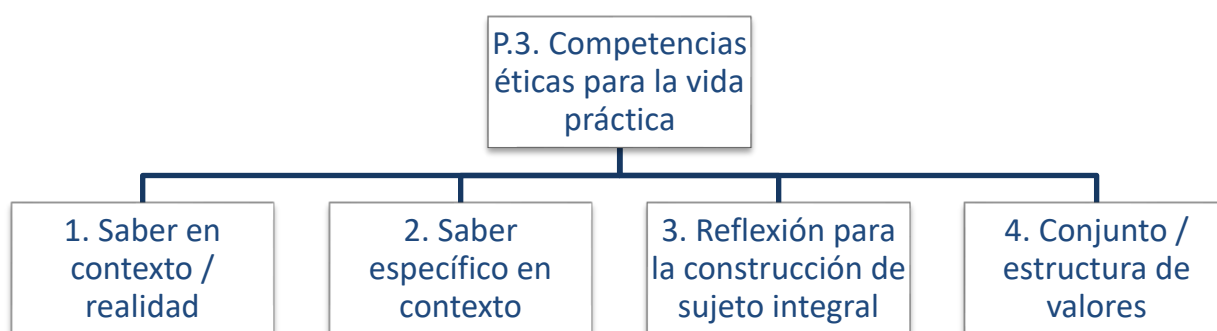 P.3. Competencias
éticas para la vida
práctica
1. Saber en
contexto /
realidad
2. Saber
específico en
contexto
3. Reflexión para
la construcción de
sujeto integral
4. Conjunto /
estructura de
valores